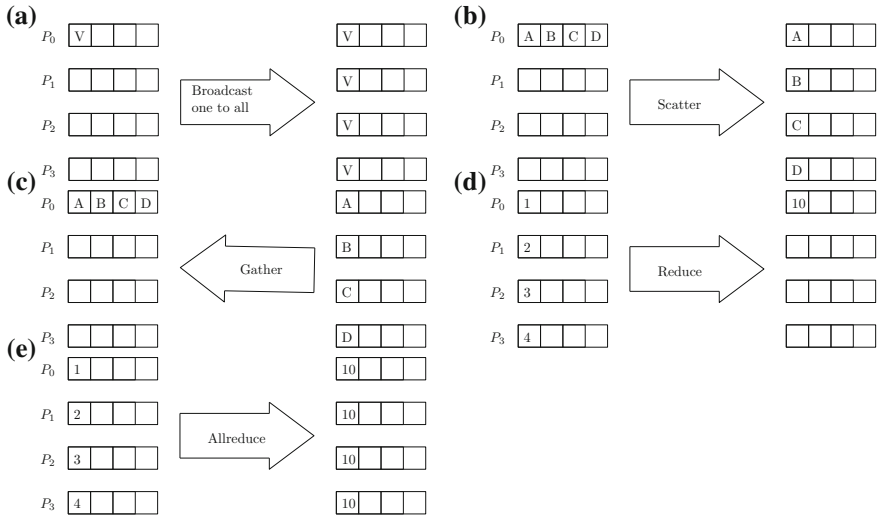 (a)
P0 V V
P1 V
Broadcast
one to all
P2 V
P3 V
(b)
P0 A B C D A
P1 B
Scatter
P2 C
P3 D
(c)
P0 A B C D A
P1 B
Gather
P2 C
P3 D
(d)
P0 1 10
P1 2
Reduce
P2 3
P3 4
(e)
P0 1 10
P1 2 10
Allreduce
P2 3 10
P3 4 10